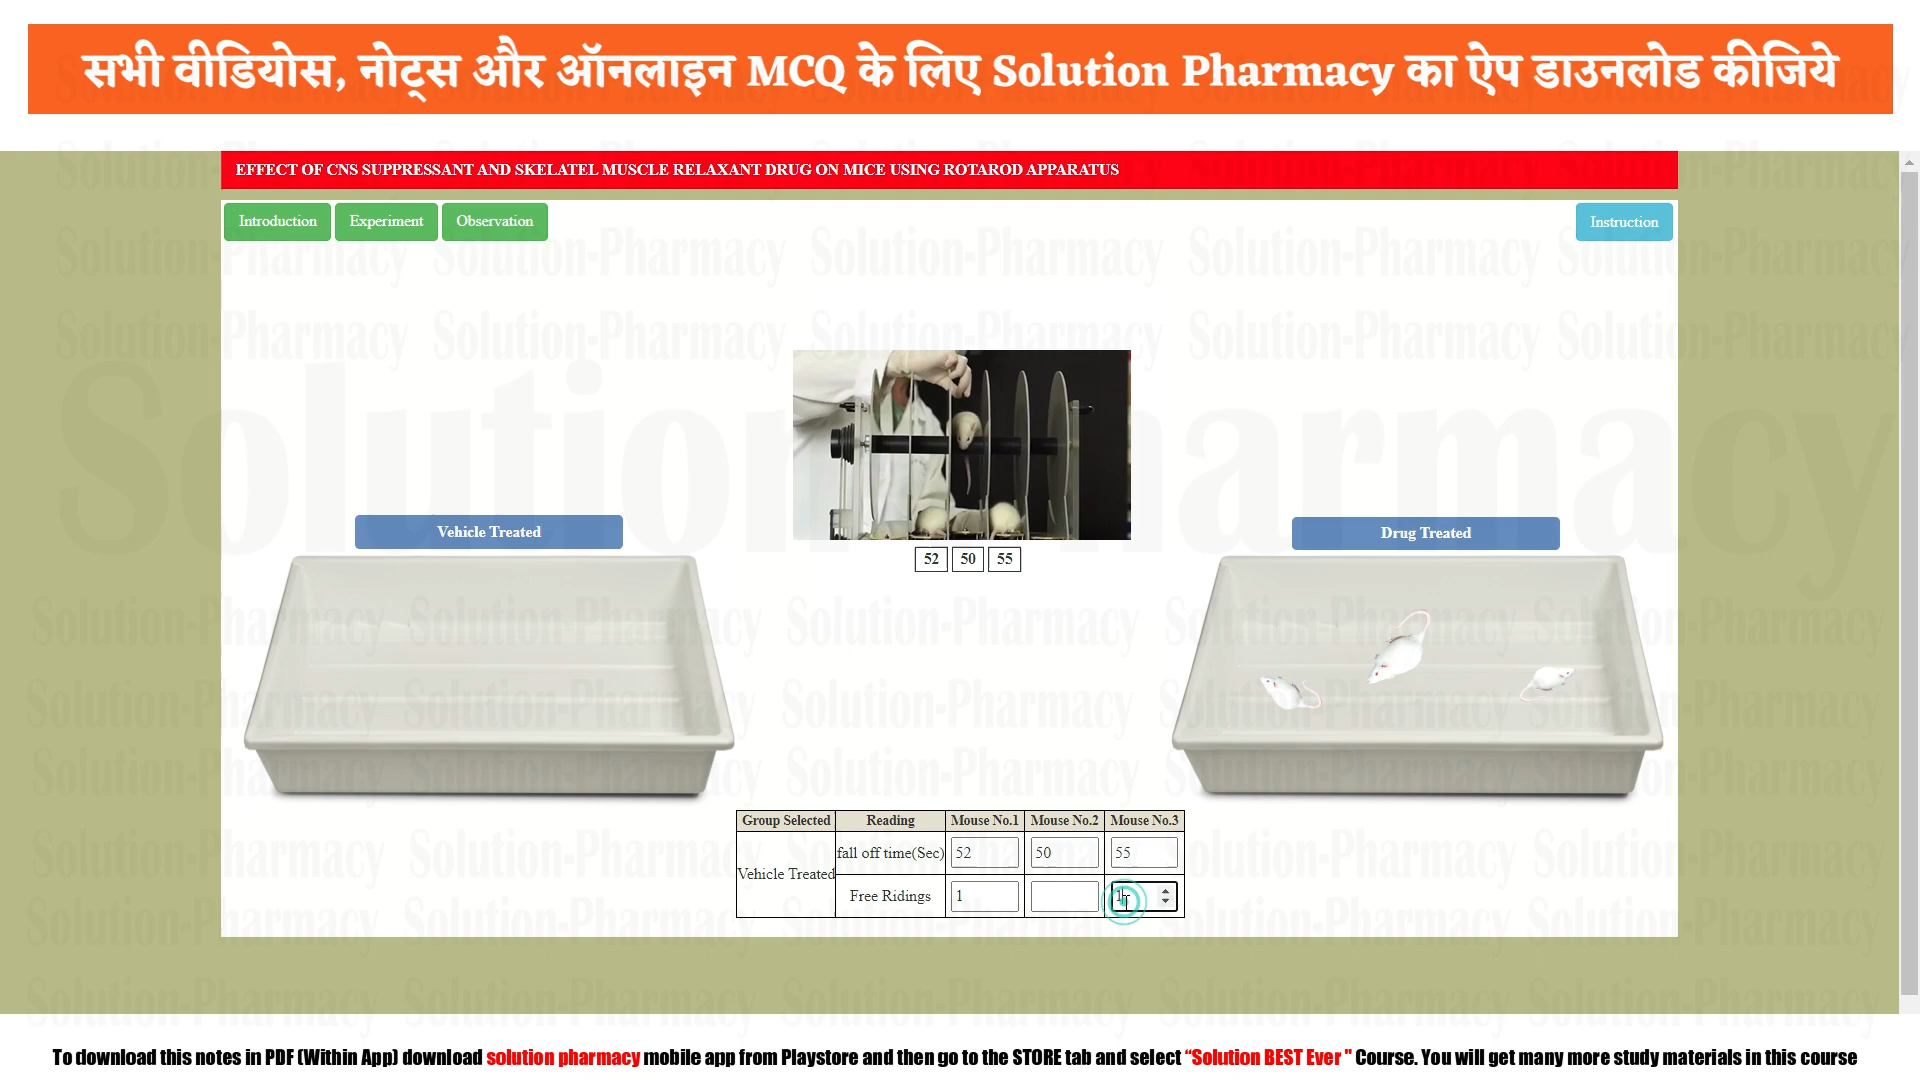 सभी वीडियोस, नोट्स और ऑनलाइन MCQ के लिए Solution Pharmacy का ऐप डाउनलोड कीजिये
EFFECT OF CNS SUPPRESSANT AND SKELATEL MUSCLE RELAXANT DRUG ON MICE USING ROTAROD APPARATUS
Introduction Experiment Observation Instruction
Solution-Pharmacy
Vehicle Treated
Drug Treated
52 50 55
Group Selected Reading Mouse No.1 Mouse No.2 Mouse No.3
Vehicle Treated fall off time(Sec) 52 50 55
Free Ridings 1 1
To download this notes in PDF (Within App) download solution pharmacy mobile app from Playstore and then go to the STORE tab and select “Solution BEST Ever " Course. You will get many more study materials in this course